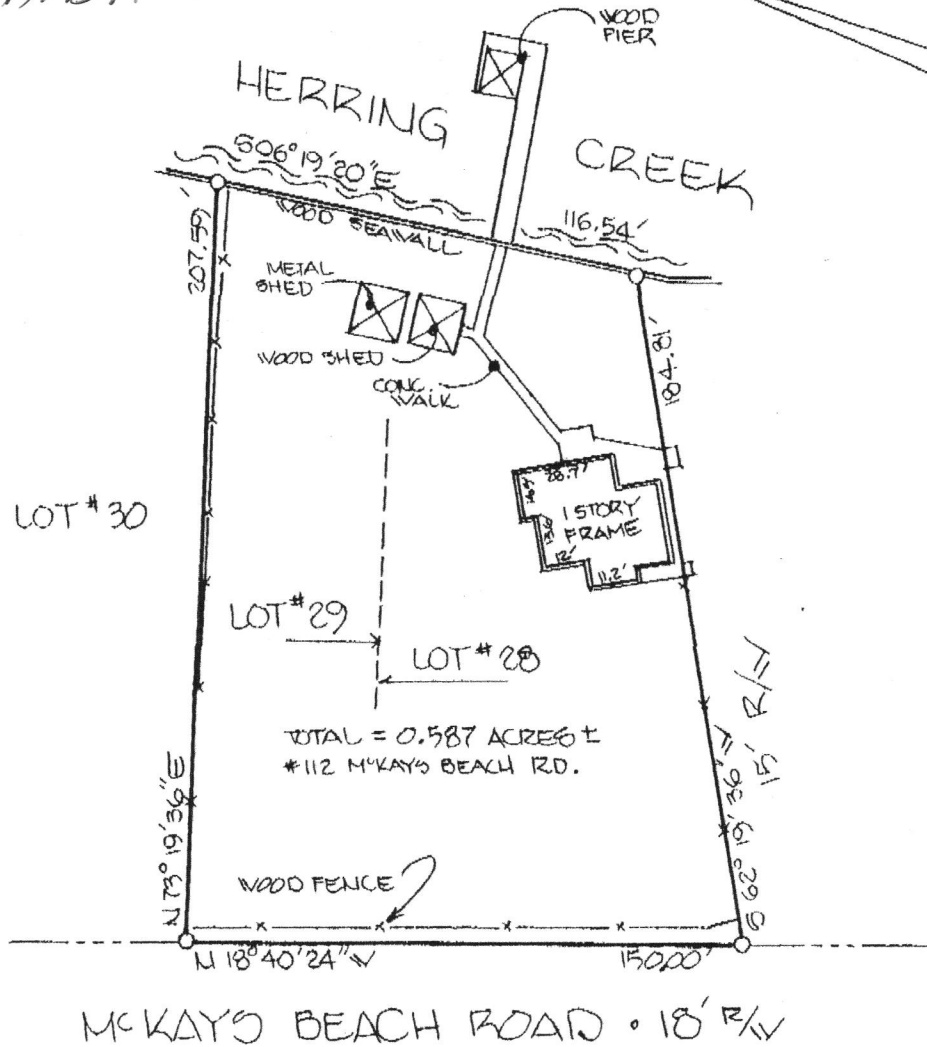 WOOD
PIER
HERRING
CREEK
S06°19'20"E
116.54'
WOOD SEAWALL
207.59'
METAL
SHED
WOOD SHED
CONC.
WALK
184.81'
28.7'
1 STORY
FRAME
12'
11.2'
LOT #30
LOT #29
LOT #28
TOTAL = 0.587 ACRES ±
#112 McKAYS BEACH RD.
15' R/W
N 73° 19' 36" E
S 62° 19' 36" W
WOOD FENCE
N 18° 40' 24" W
150.00'
McKAYS BEACH ROAD • 18' R/W